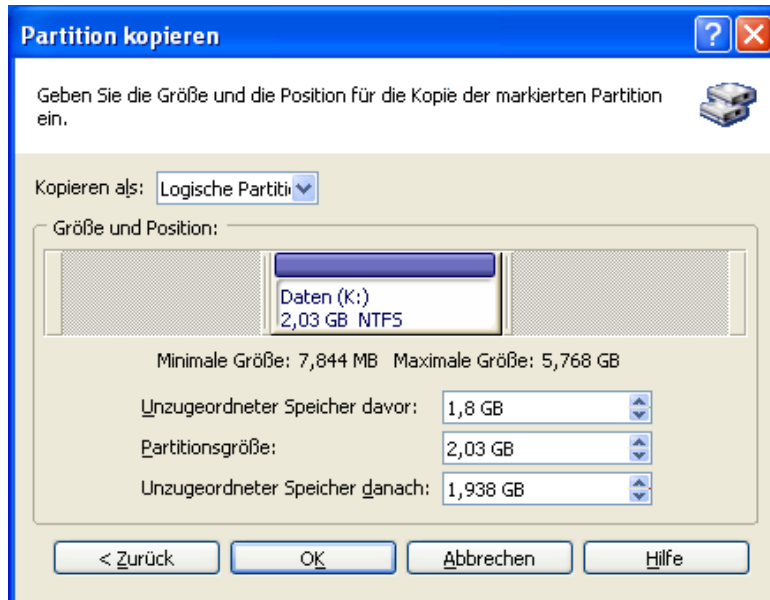 Partition kopieren
Geben Sie die Größe und die Position für die Kopie der markierten Partition
ein.
Kopieren als: Logische Partiti
Größe und Position:
Daten (K:)
2,03 GB NTFS
Minimale Größe: 7,844 MB Maximale Größe: 5,768 GB
Unzugeordneter Speicher davor: 1,8 GB
Partitionsgröße: 2,03 GB
Unzugeordneter Speicher danach: 1,938 GB
< Zurück OK Abbrechen Hilfe